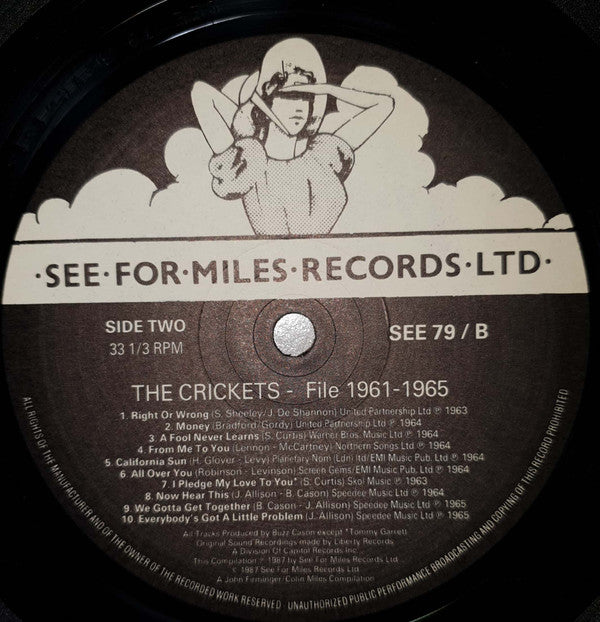 ·SEE·FOR·MILES·RECORDS·LTD·
SIDE TWO
33 1/3 RPM
SEE 79 / B
THE CRICKETS - File 1961-1965
1. Right Or Wrong (S. Sheeley/J. De Shannon) United Partnership Ltd ℗ 1963
2. Money (Bradford/Gordy) United Partnership Ltd ℗ 1964
3. A Fool Never Learns (S. Curtis) Warner Bros. Music Ltd ℗ 1964
4. From Me To You (Lennon - McCartney) Northern Songs Ltd ℗ 1964
5. California Sun (H. Glover - Levy) Planetary Nom (Ldn) ltd/EMI Music Pub. Ltd ℗ 1964
6. All Over You (Robinson - Levinson) Screen Gems/EMI Music Pub. Ltd ℗ 1964
7. I Pledge My Love To You* (S. Curtis) Skol Music ℗ 1963
8. Now Hear This (J. Allison - B. Cason) Speedee Music Ltd ℗ 1964
9. We Gotta Get Together (B. Cason - J. Allison) Speedee Music Ltd ℗ 1965
10. Everybody's Got A Little Problem (J. Allison) Speedee Music Ltd ℗ 1965
All Tracks Produced by Buzz Cason except *Tommy Garrett
Original Sound Recordings made by Liberty Records
A Division Of Capitol Records Inc
This Compilation ℗ 1987 by See For Miles Records Ltd
© 1987 See For Miles Records Ltd
A John Firminger/Colin Miles Compilation
ALL RIGHTS OF THE MANUFACTURER AND OF THE OWNER OF THE RECORDED WORK RESERVED · UNAUTHORIZED PUBLIC PERFORMANCE BROADCASTING AND COPYING OF THIS RECORD PROHIBITED